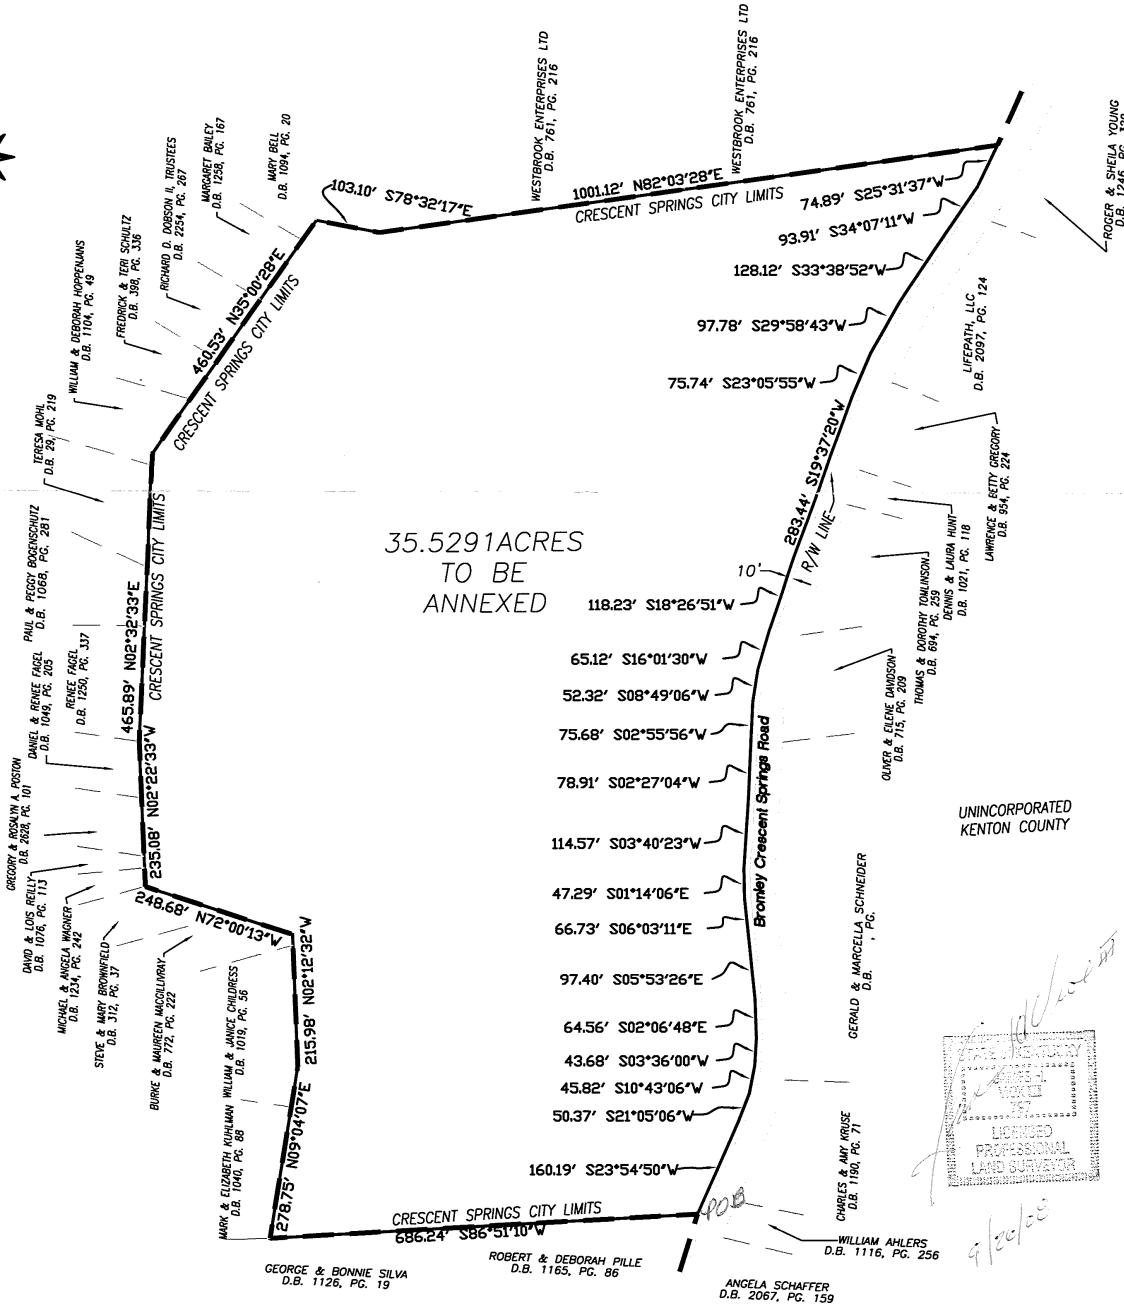 WESTBROOK ENTERPRISES LTD
D.B. 761, PG. 216
WESTBROOK ENTERPRISES LTD
D.B. 761, PG. 216
ROGER & SHEILA YOUNG
MARY BELL
D.B. 1094, PG. 20
MARGARET BAILEY
D.B. 1258, PG. 167
RICHARD D. DOBSON II, TRUSTEES
D.B. 2254, PG. 267
FREDRICK & TERI SCHULTZ
D.B. 398, PG. 336
WILLIAM & DEBORAH HOPPENJANS
D.B. 1104, PG. 49
TERESA MOHL
D.B. 29, PG. 219
PAUL & PEGGY BOGENSCHUTZ
D.B. 1068, PG. 281
RENEE FAGEL
D.B. 1250, PG. 337
DANIEL & RENEE FAGEL
D.B. 1049, PG. 205
GREGORY & ROSALYN A. POSTON
D.B. 2628, PG. 101
DAVID & LOIS REILLY
D.B. 1076, PG. 113
MICHAEL & ANGELA WAGNER
D.B. 1234, PG. 242
STEVE & MARY BROWNFIELD
D.B. 312, PG. 37
BURKE & MAUREEN MACGILLIVRAY
D.B. 772, PG. 222
WILLIAM & JANICE CHILDRESS
D.B. 1019, PG. 56
MARK & ELIZABETH KUHLMAN
D.B. 1040, PG. 88
103.10' S78°32'17"E
1001.12' N82°03'28"E
CRESCENT SPRINGS CITY LIMITS
460.53' N35°00'28"E
CRESCENT SPRINGS CITY LIMITS
465.89' N02°32'33"E
CRESCENT SPRINGS CITY LIMITS
235.08' N02°22'33"W
248.68' N72°00'13"W
215.98' N02°12'32"W
278.75' N09°04'07"E
CRESCENT SPRINGS CITY LIMITS
686.24' S86°51'10"W
35.5291ACRES
TO BE
ANNEXED
74.89' S25°31'37"W
93.91' S34°07'11"W
128.12' S33°38'52"W
97.78' S29°58'43"W
75.74' S23°05'55"W
283.44' S19°37'20"W
R/W LINE
10'
118.23' S18°26'51"W
65.12' S16°01'30"W
52.32' S08°49'06"W
75.68' S02°55'56"W
78.91' S02°27'04"W
114.57' S03°40'23"W
47.29' S01°14'06"E
66.73' S06°03'11"E
97.40' S05°53'26"E
64.56' S02°06'48"E
43.68' S03°36'00"W
45.82' S10°43'06"W
50.37' S21°05'06"W
160.19' S23°54'50"W
Bromley Crescent Springs Road
LIFEPATH, LLC
D.B. 2097, PG. 124
LAWRENCE & BETTY GREGORY
D.B. 954, PG. 224
DENNIS & LAURA HUNT
D.B. 1021, PG. 118
THOMAS & DOROTHY TOMLINSON
D.B. 694, PG. 259
OLIVER & EILENE DAVIDSON
D.B. 715, PG. 209
UNINCORPORATED
KENTON COUNTY
GERALD & MARCELLA SCHNEIDER
D.B. , PG.
CHARLES & AMY KRUSE
D.B. 1190, PG. 71
POB
WILLIAM AHLERS
D.B. 1116, PG. 256
ANGELA SCHAFFER
D.B. 2067, PG. 159
ROBERT & DEBORAH PILLE
D.B. 1165, PG. 86
GEORGE & BONNIE SILVA
D.B. 1126, PG. 19
STATE OF KENTUCKY
LICENSED
PROFESSIONAL
LAND SURVEYOR